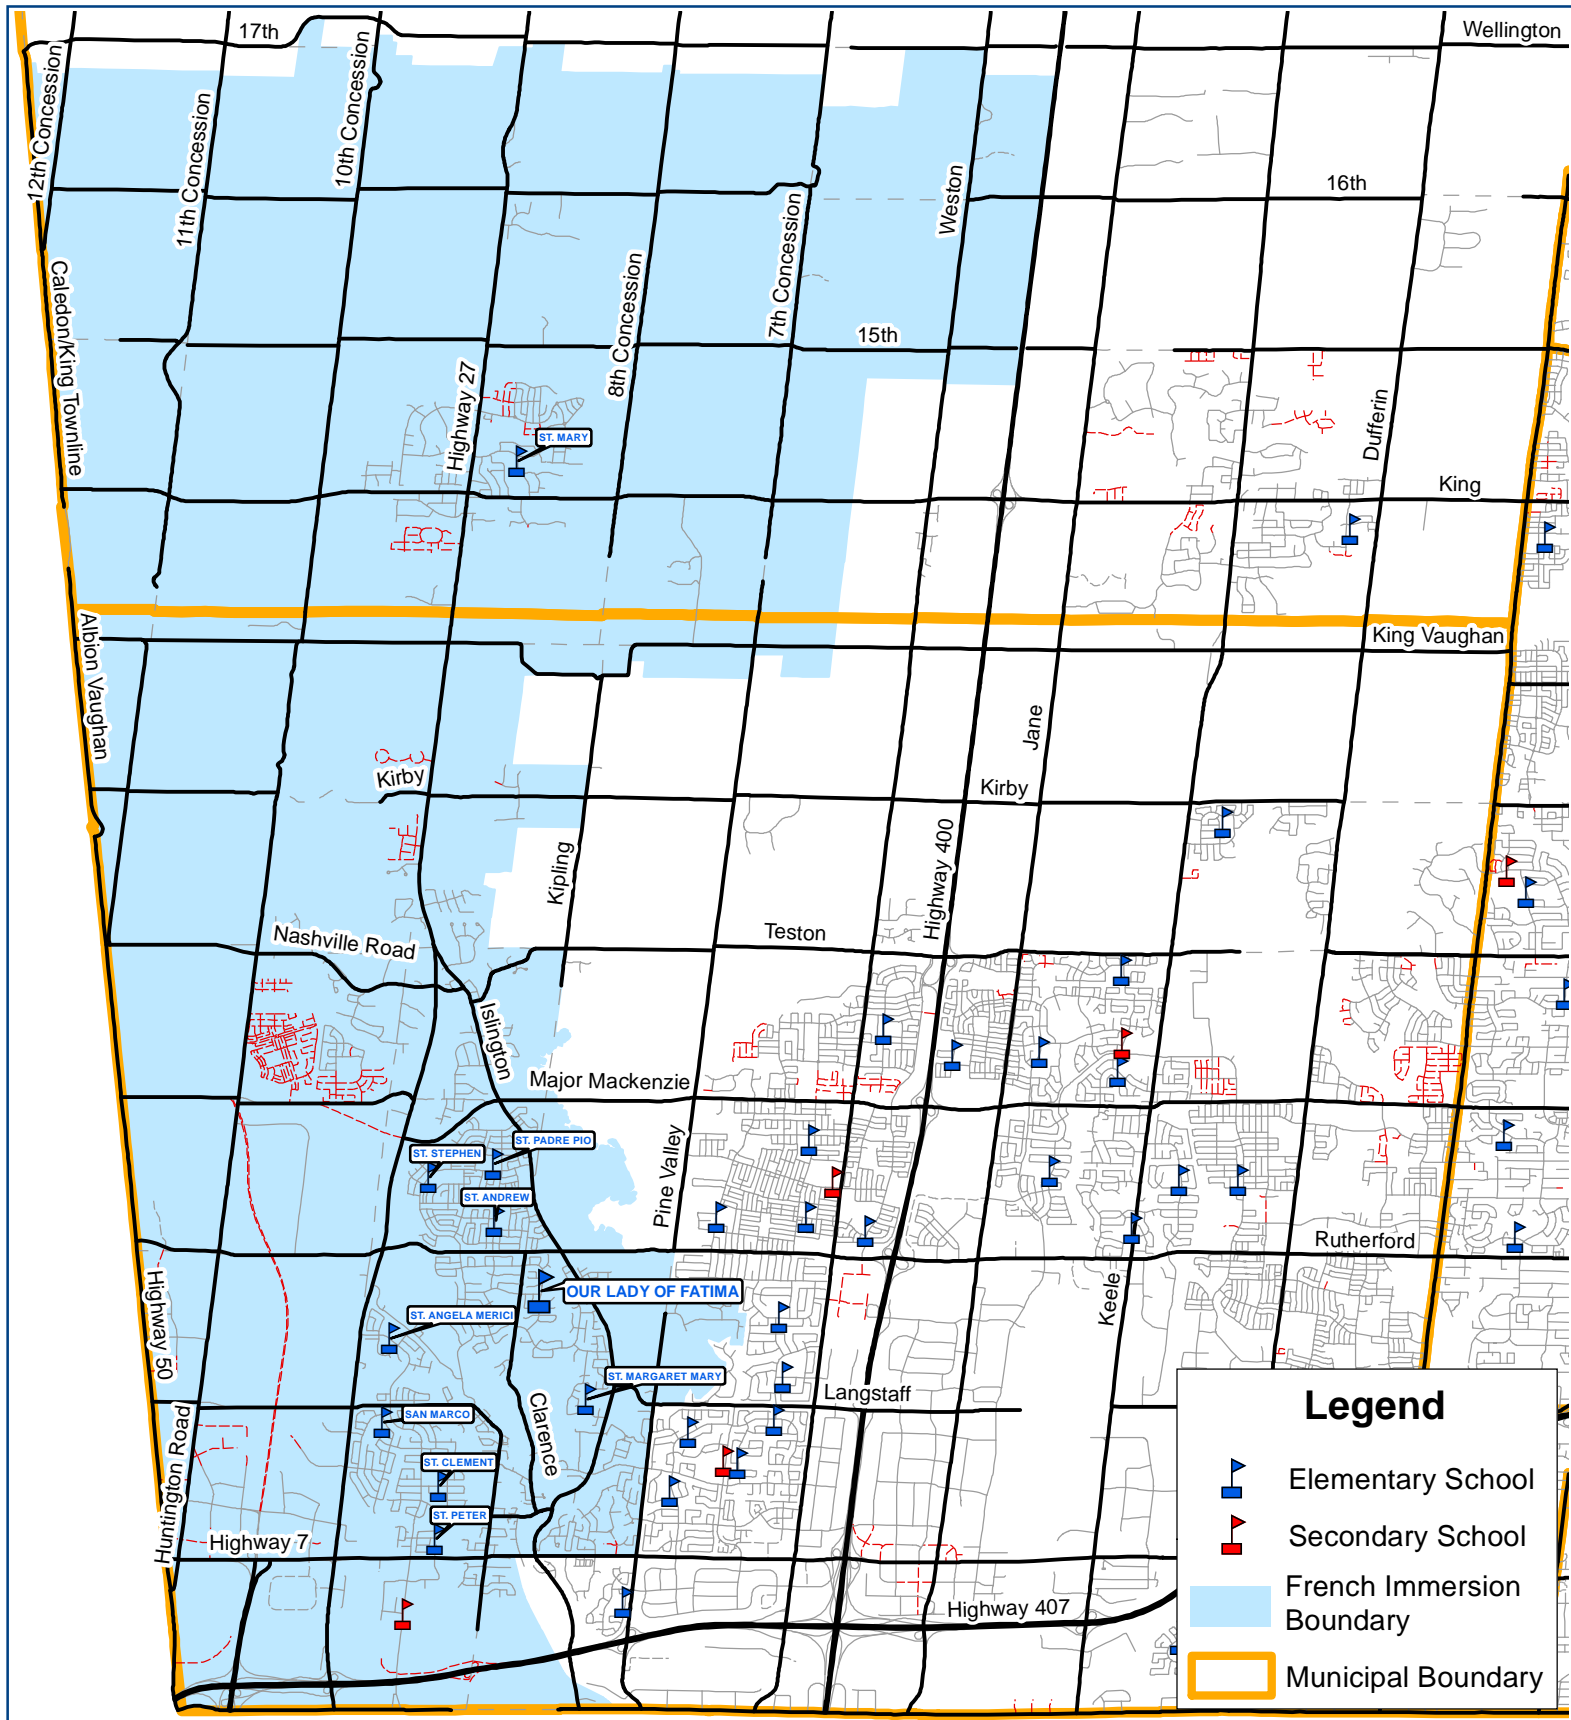 17th
Wellington
12th Concession
11th Concession
10th Concession
16th
Weston
7th Concession
8th Concession
Caledon/King Townline
15th
Highway 27
Dufferin
ST. MARY
King
Albion Vaughan
King Vaughan
Jane
Kirby
Kirby
Kipling
Highway 400
Nashville Road
Teston
Islington
Major Mackenzie
Pine Valley
ST. PADRE PIO
ST. STEPHEN
ST. ANDREW
Rutherford
Highway 50
OUR LADY OF FATIMA
Keele
ST. ANGELA MERICI
ST. MARGARET MARY
Langstaff
Clarence
SAN MARCO
Huntington Road
ST. CLEMENT
ST. PETER
Highway 7
Highway 407
Legend
Elementary School
Secondary School
French Immersion
Boundary
Municipal Boundary